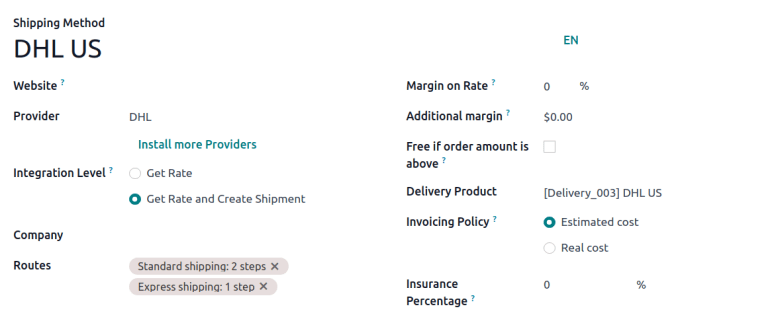 Shipping Method
DHL US
EN
Website ?
Provider DHL
Install more Providers
Integration Level ? Get Rate
Get Rate and Create Shipment
Company
Routes Standard shipping: 2 steps ✕
Express shipping: 1 step ✕
Margin on Rate ? 0 %
Additional margin ? $0.00
Free if order amount is
above ?
Delivery Product [Delivery_003] DHL US
Invoicing Policy ? Estimated cost
Real cost
Insurance 0 %
Percentage ?